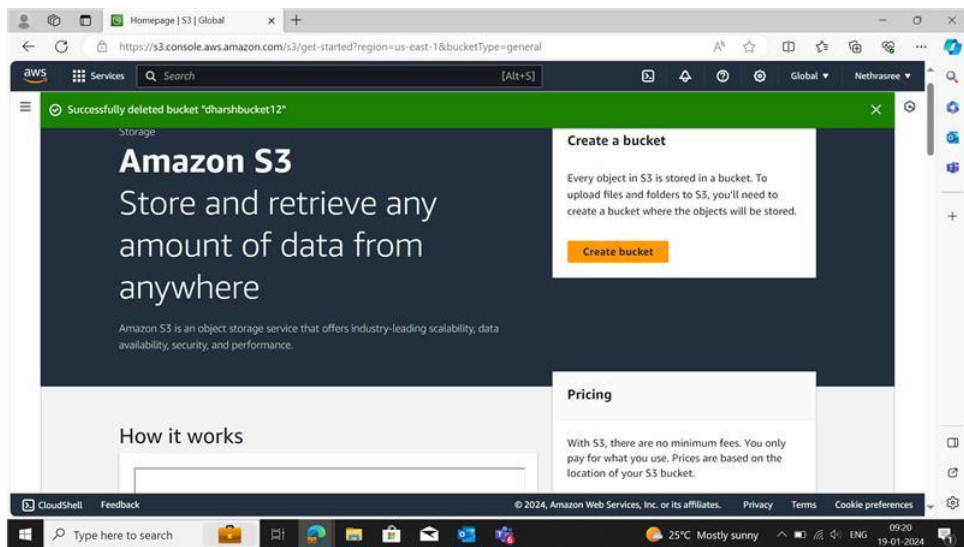 Homepage | S3 | Global
https://s3.console.aws.amazon.com/s3/get-started?region=us-east-1&bucketType=general
aws
Services
Search
[Alt+S]
Global
Nethrasree
Successfully deleted bucket "dharshbucket12"
Storage
Amazon S3
Store and retrieve any
amount of data from
anywhere
Amazon S3 is an object storage service that offers industry-leading scalability, data
availability, security, and performance.
Create a bucket
Every object in S3 is stored in a bucket. To
upload files and folders to S3, you'll need to
create a bucket where the objects will be stored.
Create bucket
Pricing
With S3, there are no minimum fees. You only
pay for what you use. Prices are based on the
location of your S3 bucket.
How it works
CloudShell
Feedback
© 2024, Amazon Web Services, Inc. or its affiliates.
Privacy
Terms
Cookie preferences
Type here to search
25°C Mostly sunny
ENG
09:20
19-01-2024